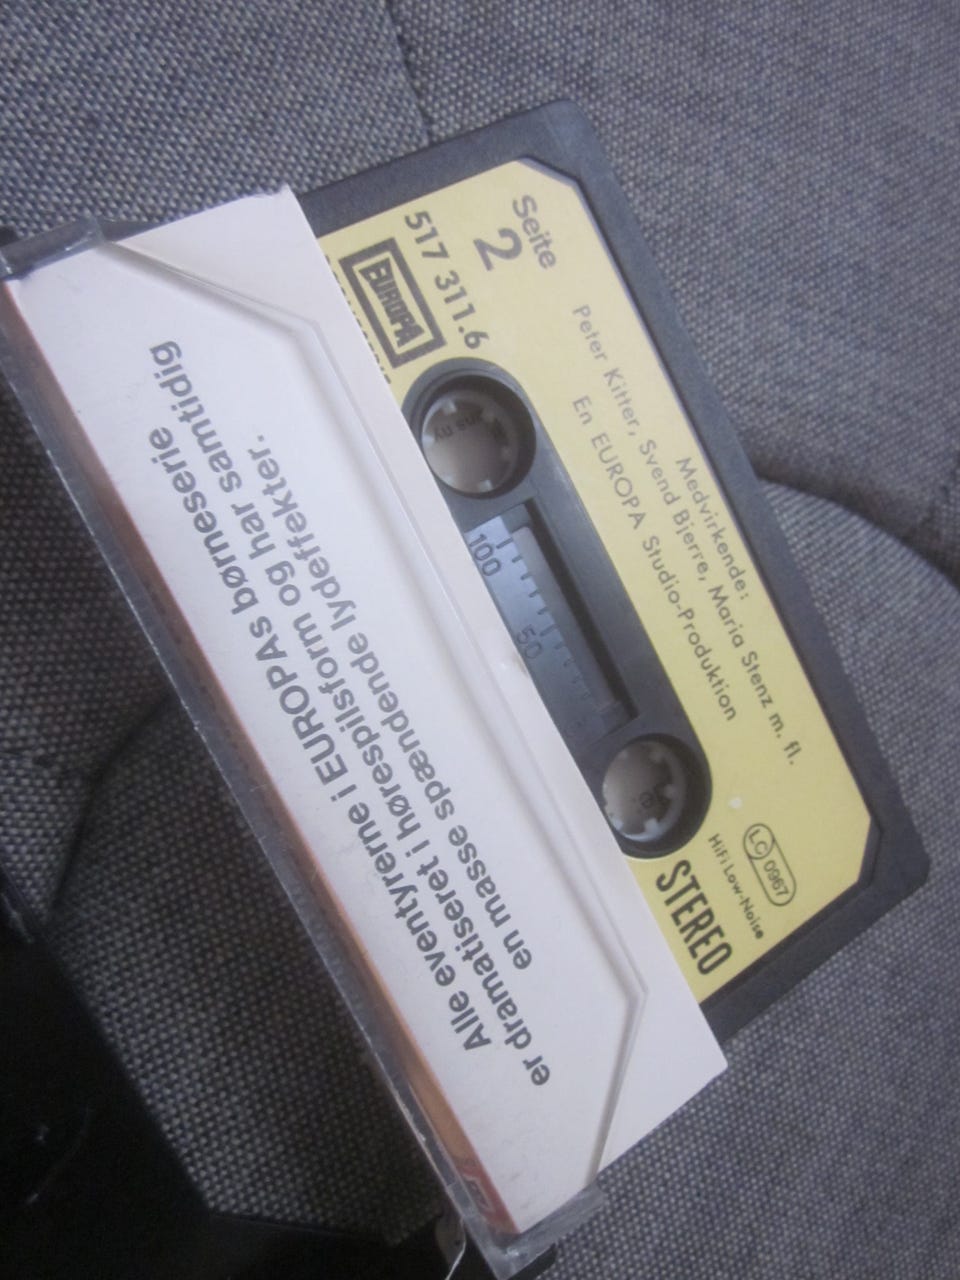 Seite
2
517 311.6
EUROPA
Medvirkende:
Peter Kitter, Svend Bjerre, Maria Stenz m. fl.
En EUROPA Studio-Produktion
LC 0967
HiFi Low-Noise
STEREO
100
50
Alle eventyrerne i EUROPAs børneserie
er dramatiseret i hørespilsform og har samtidig
en masse spændende lydeffekter.